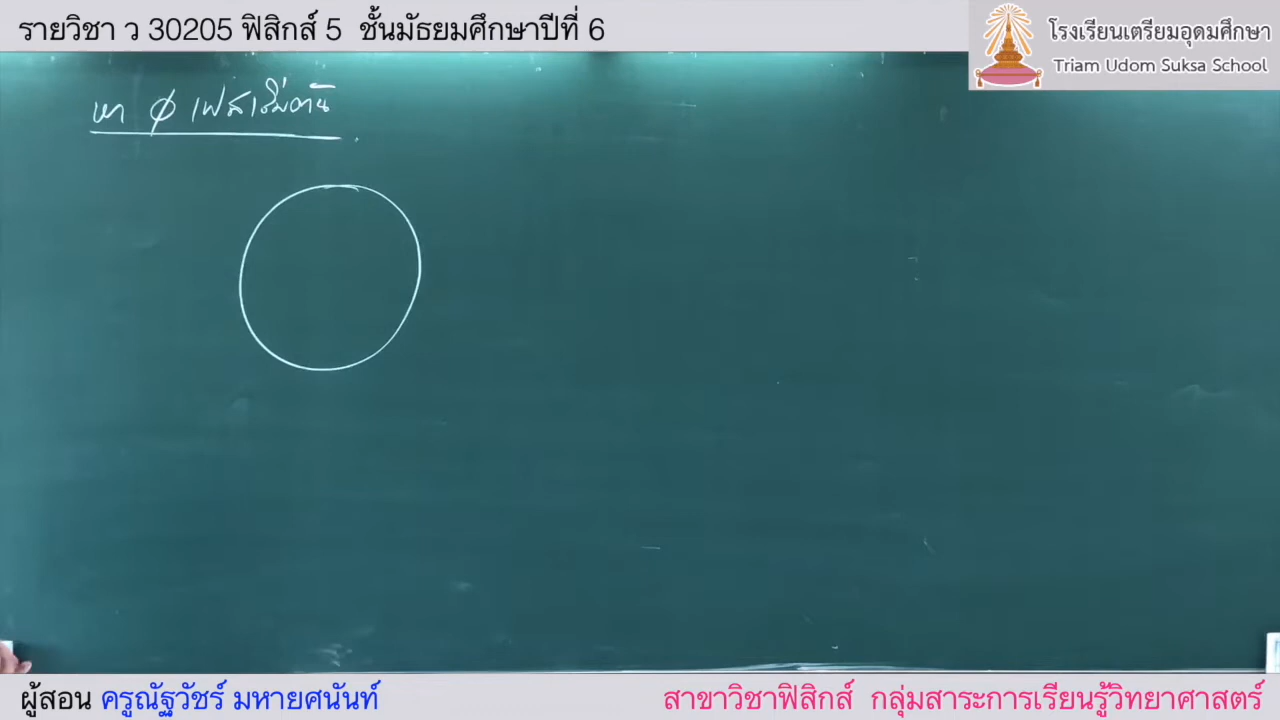 รายวิชา ว 30205 ฟิสิกส์ 5 ชั้นมัธยมศึกษาปีที่ 6
โรงเรียนเตรียมอุดมศึกษา
Triam Udom Suksa School
หา φ เฟสเริ่มต้น
ผู้สอน ครูณัฐวัชร์ มหายศนันท์
สาขาวิชาฟิสิกส์ กลุ่มสาระการเรียนรู้วิทยาศาสตร์